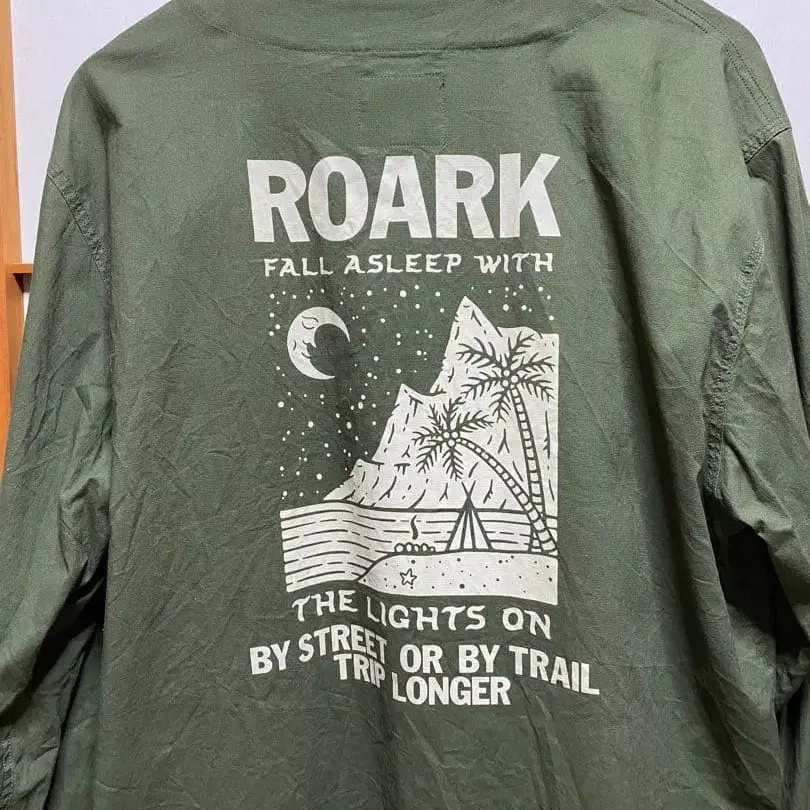 ROARK
FALL ASLEEP WITH
THE LIGHTS ON
BY STREET OR BY TRAIL
TRIP LONGER